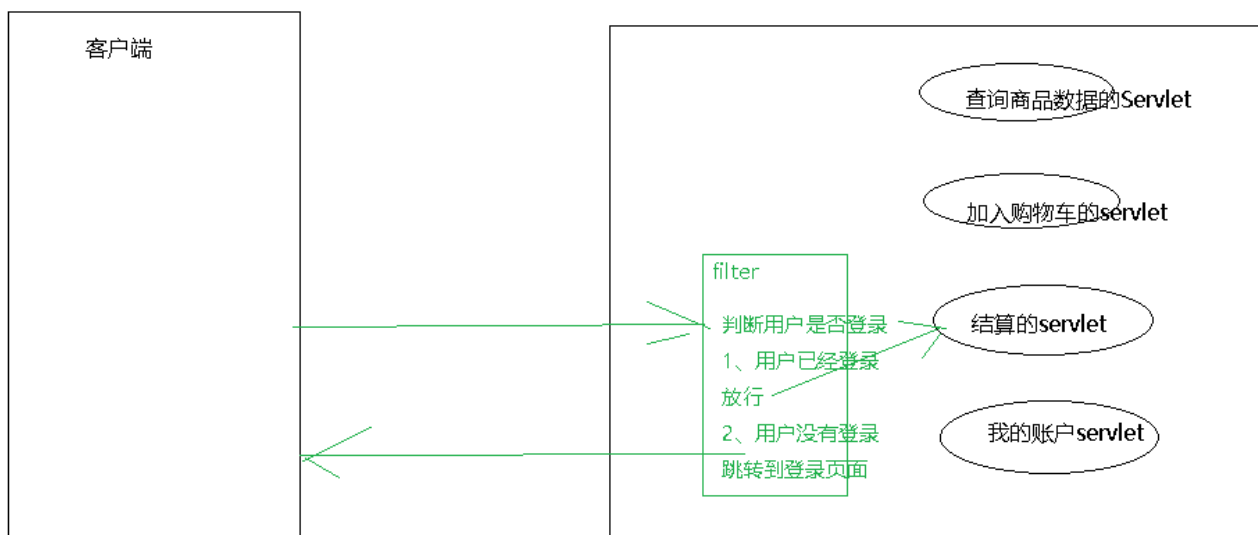 客户端
查询商品数据的Servlet
加入购物车的servlet
filter
判断用户是否登录
1、用户已经登录
放行
2、用户没有登录
跳转到登录页面
结算的servlet
我的账户servlet